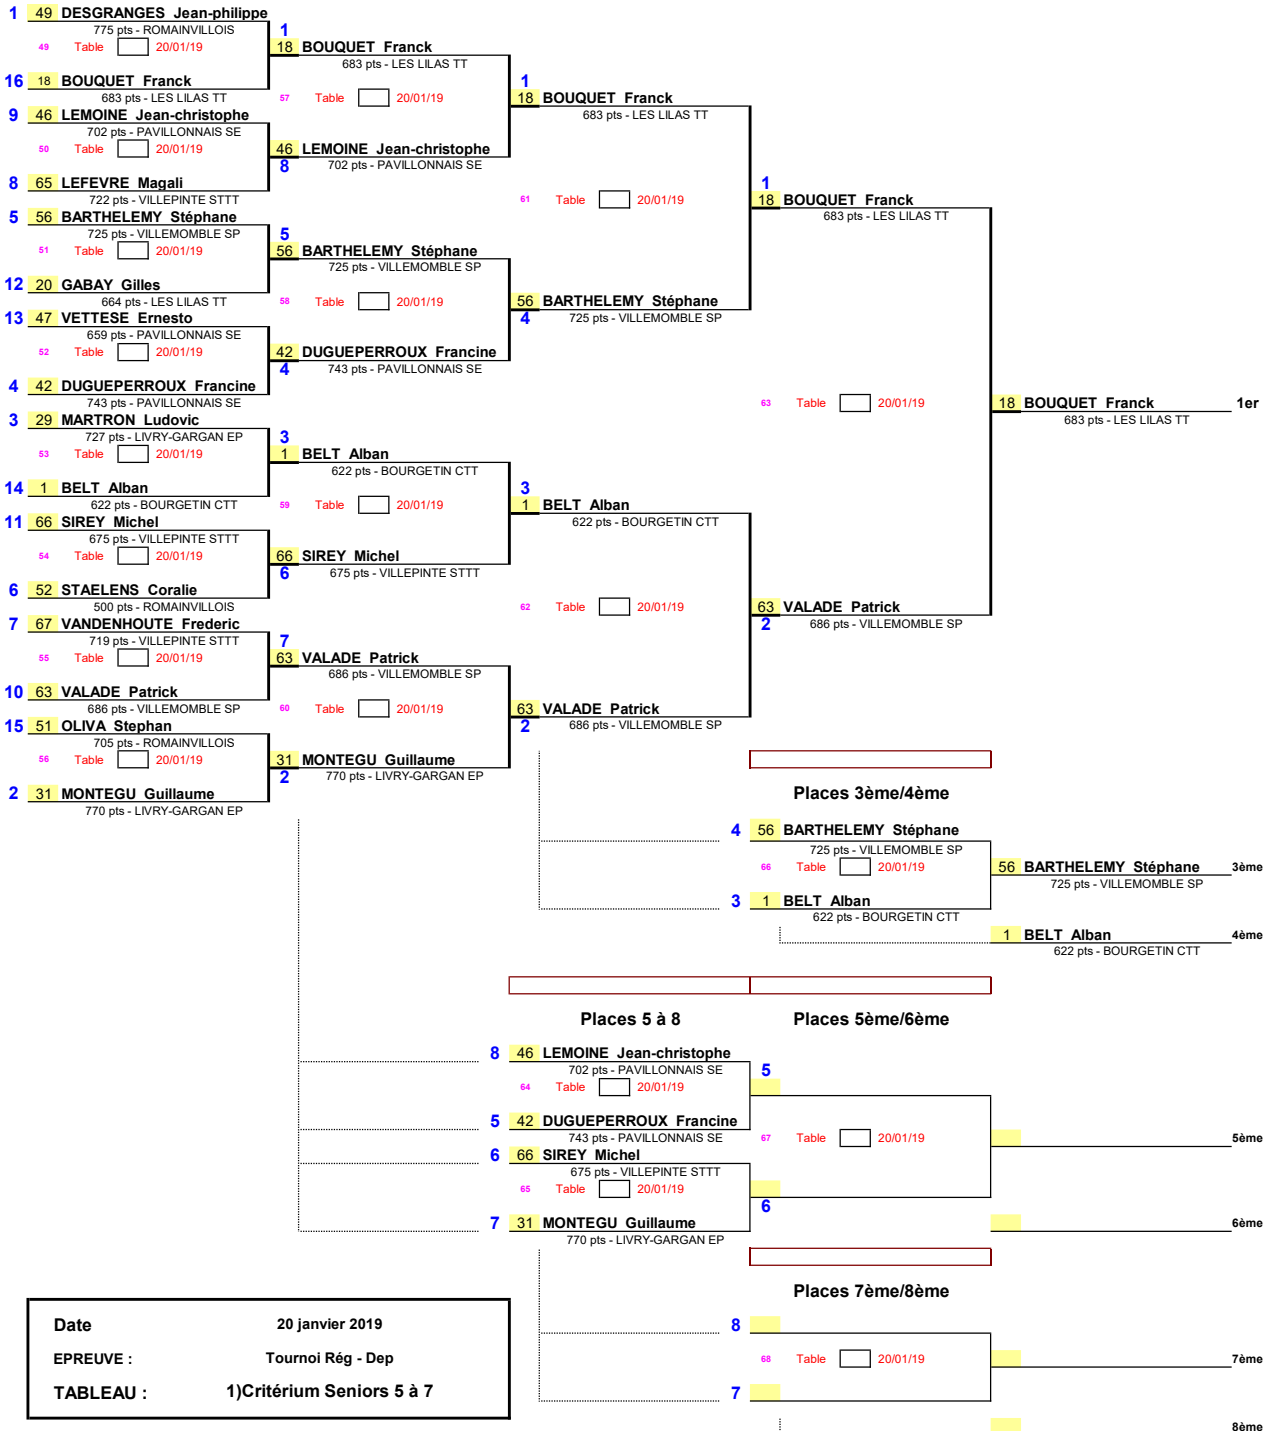 1 49 DESGRANGES Jean-philippe
775 pts - ROMAINVILLOIS
49 Table 20/01/19
16 18 BOUQUET Franck
683 pts - LES LILAS TT
9 46 LEMOINE Jean-christophe
702 pts - PAVILLONNAIS SE
50 Table 20/01/19
8 65 LEFEVRE Magali
722 pts - VILLEPINTE STTT
5 56 BARTHELEMY Stéphane
725 pts - VILLEMOMBLE SP
51 Table 20/01/19
12 20 GABAY Gilles
664 pts - LES LILAS TT
13 47 VETTESE Ernesto
659 pts - PAVILLONNAIS SE
52 Table 20/01/19
4 42 DUGUEPERROUX Francine
743 pts - PAVILLONNAIS SE
3 29 MARTRON Ludovic
727 pts - LIVRY-GARGAN EP
53 Table 20/01/19
14 1 BELT Alban
622 pts - BOURGETIN CTT
11 66 SIREY Michel
675 pts - VILLEPINTE STTT
54 Table 20/01/19
6 52 STAELENS Coralie
500 pts - ROMAINVILLOIS
7 67 VANDENHOUTE Frederic
719 pts - VILLEPINTE STTT
55 Table 20/01/19
10 63 VALADE Patrick
686 pts - VILLEMOMBLE SP
15 51 OLIVA Stephan
705 pts - ROMAINVILLOIS
56 Table 20/01/19
2 31 MONTEGU Guillaume
770 pts - LIVRY-GARGAN EP
1
18 BOUQUET Franck
683 pts - LES LILAS TT
57 Table 20/01/19
46 LEMOINE Jean-christophe
8
702 pts - PAVILLONNAIS SE
5
56 BARTHELEMY Stéphane
725 pts - VILLEMOMBLE SP
58 Table 20/01/19
42 DUGUEPERROUX Francine
4
743 pts - PAVILLONNAIS SE
3
1 BELT Alban
622 pts - BOURGETIN CTT
59 Table 20/01/19
66 SIREY Michel
6
675 pts - VILLEPINTE STTT
7
63 VALADE Patrick
686 pts - VILLEMOMBLE SP
60 Table 20/01/19
31 MONTEGU Guillaume
2
770 pts - LIVRY-GARGAN EP
1
18 BOUQUET Franck
683 pts - LES LILAS TT
61 Table 20/01/19
56 BARTHELEMY Stéphane
4
725 pts - VILLEMOMBLE SP
3
1 BELT Alban
622 pts - BOURGETIN CTT
62 Table 20/01/19
63 VALADE Patrick
2
686 pts - VILLEMOMBLE SP
1
18 BOUQUET Franck
683 pts - LES LILAS TT
63 Table 20/01/19
63 VALADE Patrick
2
686 pts - VILLEMOMBLE SP
18 BOUQUET Franck 1er
683 pts - LES LILAS TT
Places 3ème/4ème
4 56 BARTHELEMY Stéphane
725 pts - VILLEMOMBLE SP
66 Table 20/01/19
3 1 BELT Alban
622 pts - BOURGETIN CTT
56 BARTHELEMY Stéphane 3ème
725 pts - VILLEMOMBLE SP
1 BELT Alban 4ème
622 pts - BOURGETIN CTT
Places 5 à 8
Places 5ème/6ème
8 46 LEMOINE Jean-christophe
702 pts - PAVILLONNAIS SE
64 Table 20/01/19
5 42 DUGUEPERROUX Francine
743 pts - PAVILLONNAIS SE
6 66 SIREY Michel
675 pts - VILLEPINTE STTT
65 Table 20/01/19
7 31 MONTEGU Guillaume
770 pts - LIVRY-GARGAN EP
5
67 Table 20/01/19
6
5ème
6ème
Places 7ème/8ème
8
68 Table 20/01/19
7
7ème
8ème
Date 20 janvier 2019
EPREUVE : Tournoi Rég - Dep
TABLEAU : 1)Critérium Seniors 5 à 7